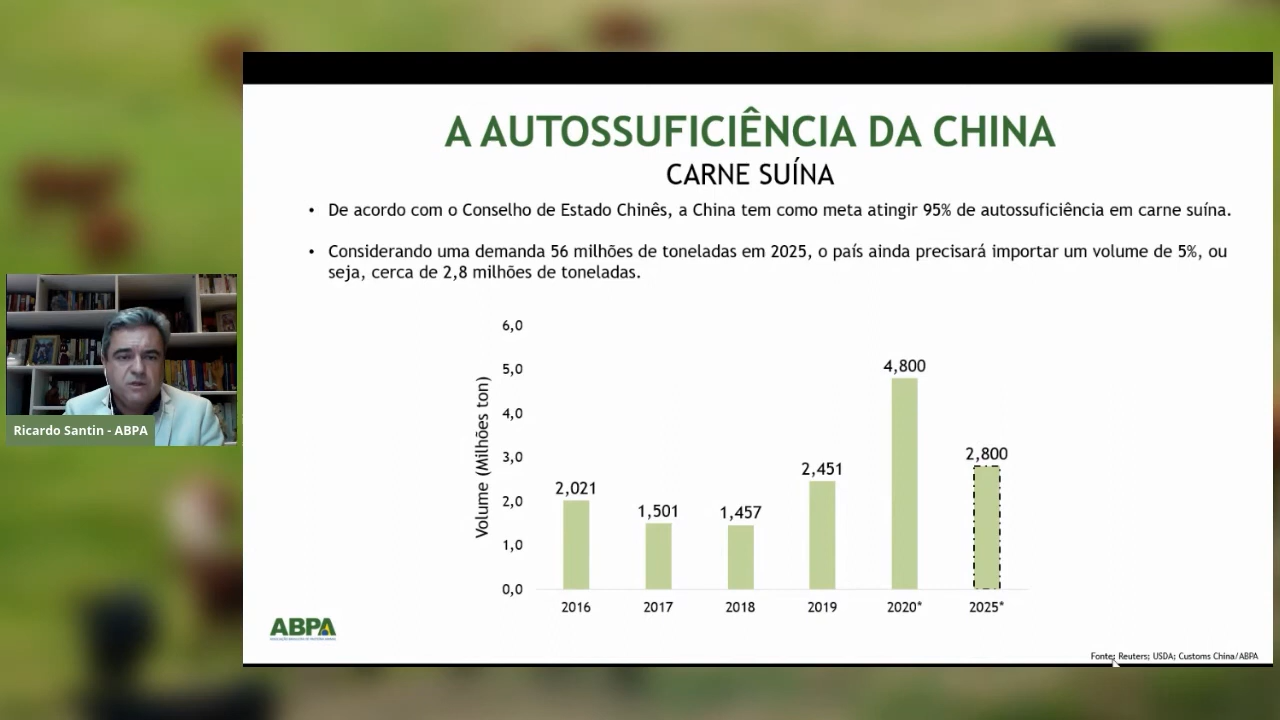 A AUTOSSUFICIÊNCIA DA CHINA
CARNE SUÍNA
• De acordo com o Conselho de Estado Chinês, a China tem como meta atingir 95% de autossuficiência em carne suína.
• Considerando uma demanda 56 milhões de toneladas em 2025, o país ainda precisará importar um volume de 5%, ou
seja, cerca de 2,8 milhões de toneladas.
Volume (Milhões ton)
6,0
5,0
4,0
3,0
2,0
1,0
0,0
2,021
1,501
1,457
2,451
4,800
2,800
2016
2017
2018
2019
2020*
2025*
Ricardo Santin - ABPA
ABPA
Fonte: Reuters; USDA; Customs China/ABPA